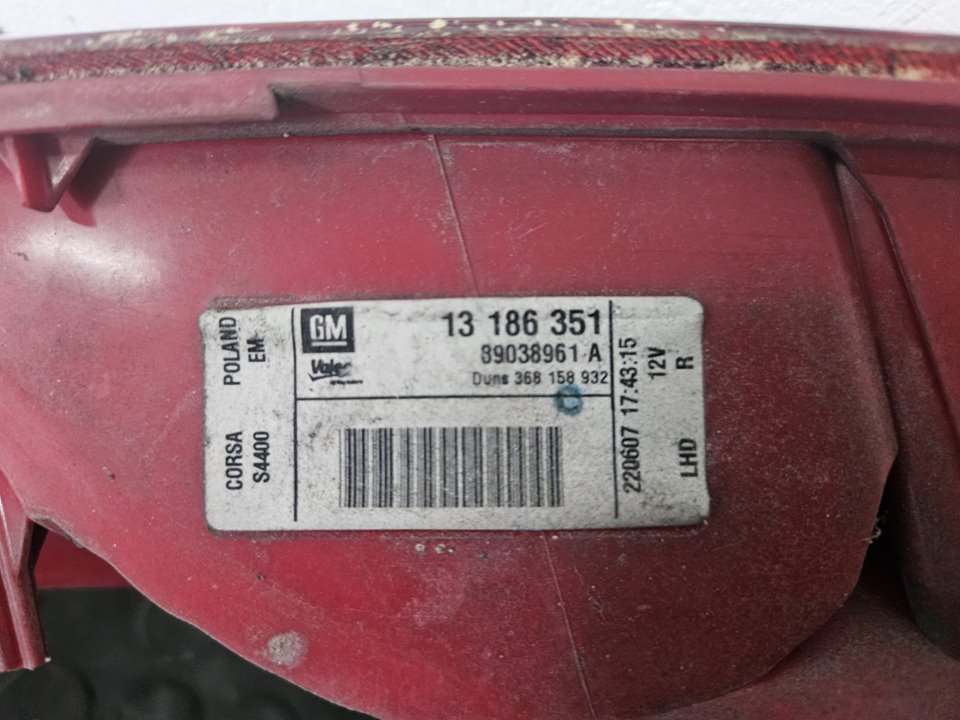 POLAND
EM
CORSA
S4400
GM
13 186 351
Valeo
89038961 A
Duns 368 158 932
220607 17:43:15
12V
R
LHD